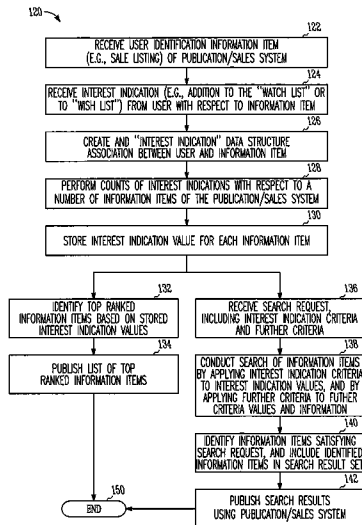 120
122
RECEIVE USER IDENTIFICATION INFORMATION ITEM
(E.G., SALE LISTING) OF PUBLICATION/SALES
SYSTEM
124
RECEIVE INTEREST INDICATION (E.G., ADDITION TO THE "WATCH LIST" OR
TO "WISH LIST") FROM USER WITH RESPECT TO INFORMATION ITEM
126
CREATE AND "INTEREST INDICATION" DATA STRUCTURE
ASSOCIATION BETWEEN USER AND INFORMATION ITEM
128
PERFORM COUNTS OF INTEREST INDICATIONS WITH RESPECT TO A
NUMBER OF INFORMATION ITEMS OF THE PUBLICATION/SALES SYSTEM
130
STORE INTEREST INDICATION VALUE FOR EACH INFORMATION ITEM
132
IDENTIFY TOP RANKED
INFORMATION ITEMS BASED ON STORED
INTEREST INDICATION VALUES
134
PUBLISH LIST OF TOP
RANKED INFORMATION ITEMS
136
RECEIVE SEARCH REQUEST,
INCLUDING INTEREST INDICATION CRITERIA
AND FURTHER CRITERIA
138
CONDUCT SEARCH OF INFORMATION ITEMS
BY APPLYING INTEREST INDICATION CRITERIA
TO INTEREST INDICATION VALUES, AND BY
APPLYING FURTHER CRITERIA TO FUTHER
CRITERIA VALUES AND INFORMATION
140
IDENTIFY INFORMATION ITEMS SATISFYING
SEARCH REQUEST, AND INCLUDE IDENTIFIED
INFORMATION ITEMS IN SEARCH RESULT SET
142
PUBLISH SEARCH RESULTS
USING PUBLICATION/SALES SYSTEM
150
END